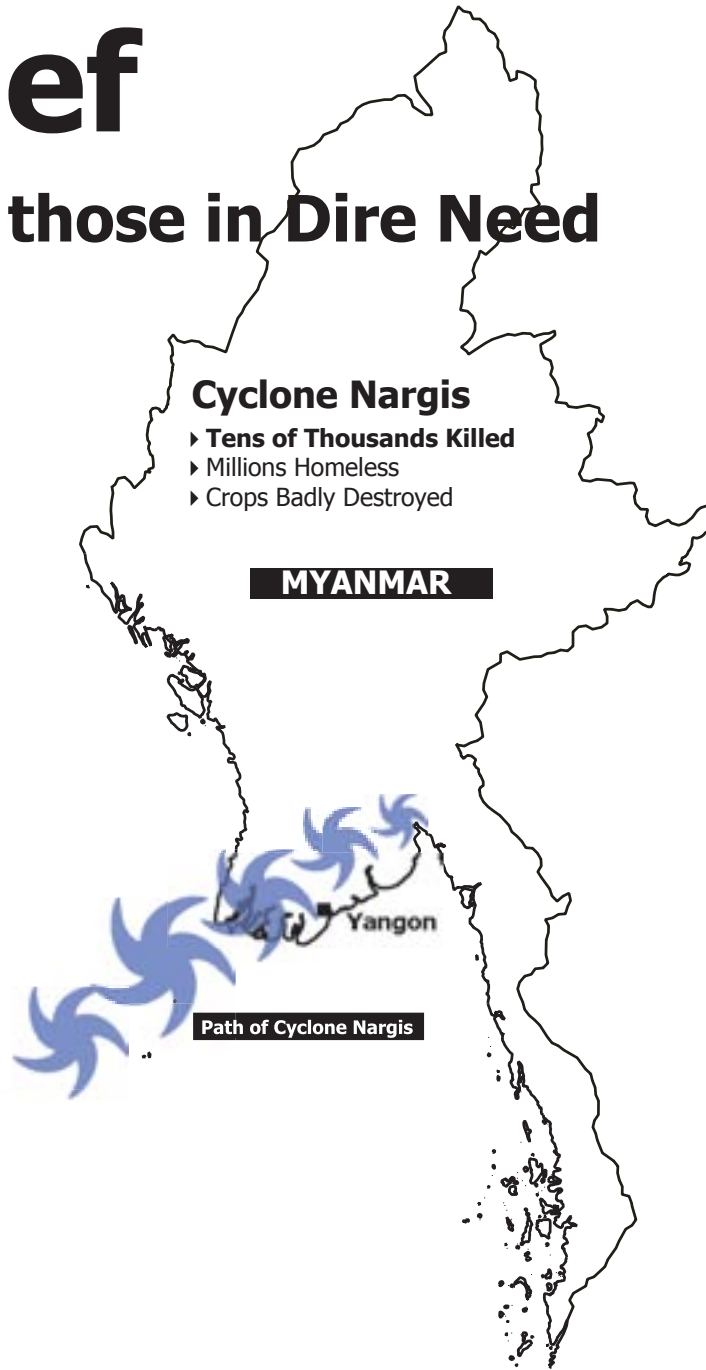 ef
those in Dire Need
Cyclone Nargis
Tens of Thousands Killed
Millions Homeless
Crops Badly Destroyed
MYANMAR
Yangon
Path of Cyclone Nargis